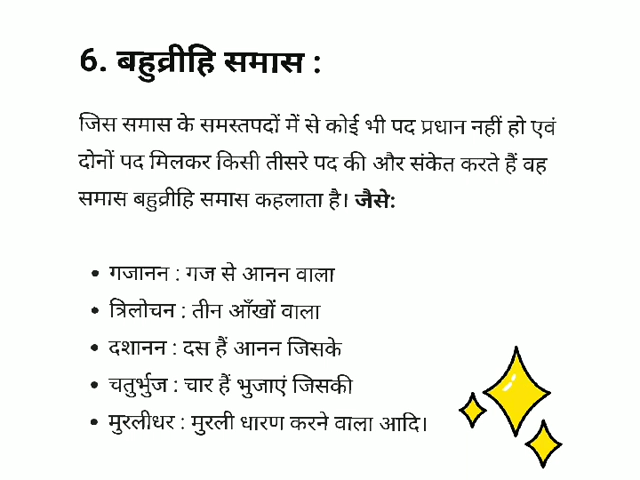 6. बहुव्रीहि समास :
जिस समास के समस्तपदों में से कोई भी पद प्रधान नहीं हो एवं
दोनों पद मिलकर किसी तीसरे पद की और संकेत करते हैं वह
समास बहुव्रीहि समास कहलाता है। जैसे:
• गजानन : गज से आनन वाला
• त्रिलोचन : तीन आँखों वाला
• दशानन : दस हैं आनन जिसके
• चतुर्भुज : चार हैं भुजाएं जिसकी
• मुरलीधर : मुरली धारण करने वाला आदि।